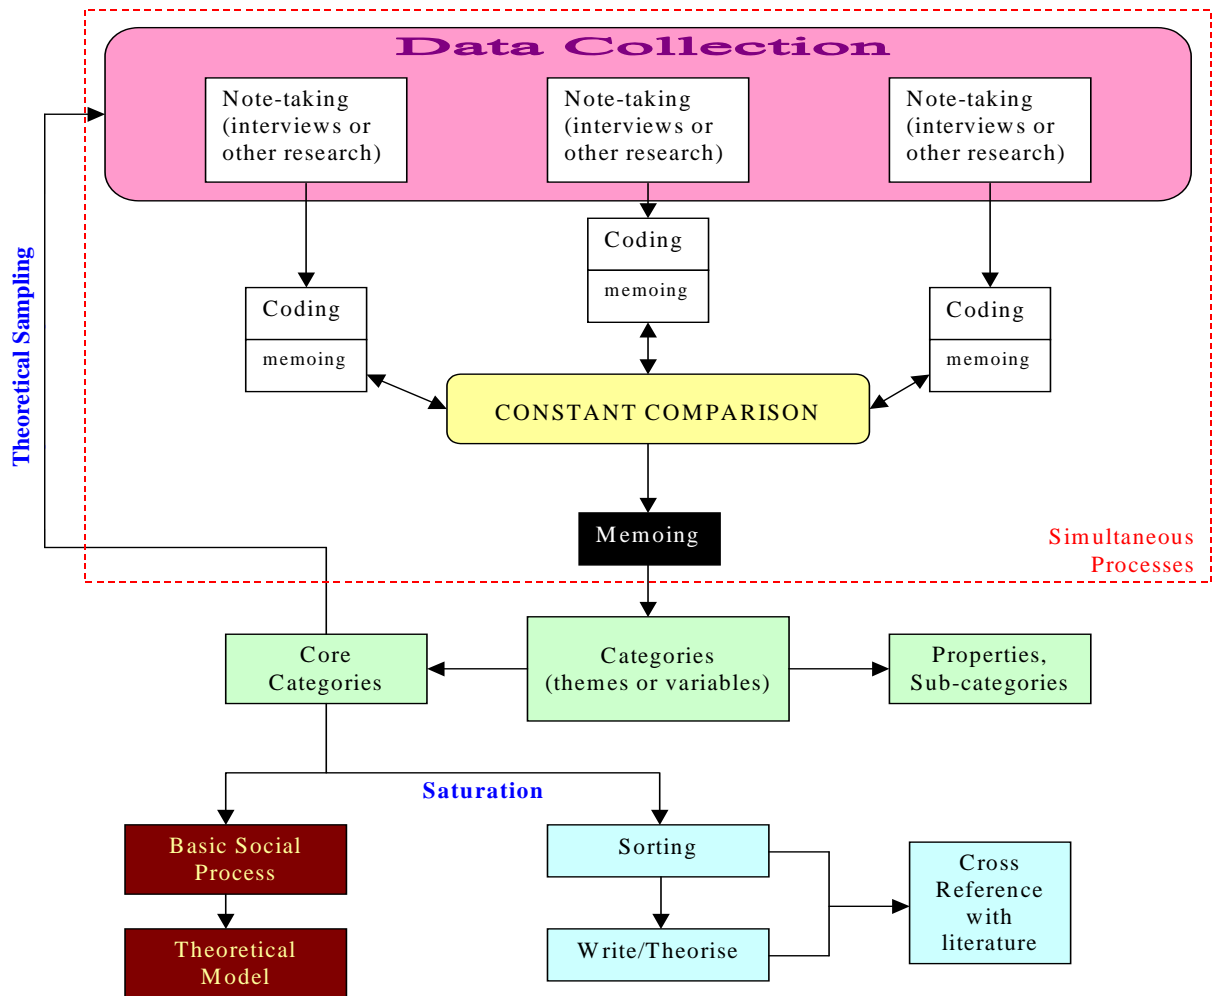 Data Collection
Note-taking
(interviews or
other research)
Note-taking
(interviews or
other research)
Note-taking
(interviews or
other research)
Coding
memoing
Coding
memoing
Coding
memoing
Theoretical Sampling
CONSTANT COMPARISON
Memoing
Simultaneous
Processes
Core
Categories
Categories
(themes or variables)
Properties,
Sub-categories
Saturation
Basic Social
Process
Sorting
Cross
Reference
with
literature
Theoretical
Model
Write/Theorise